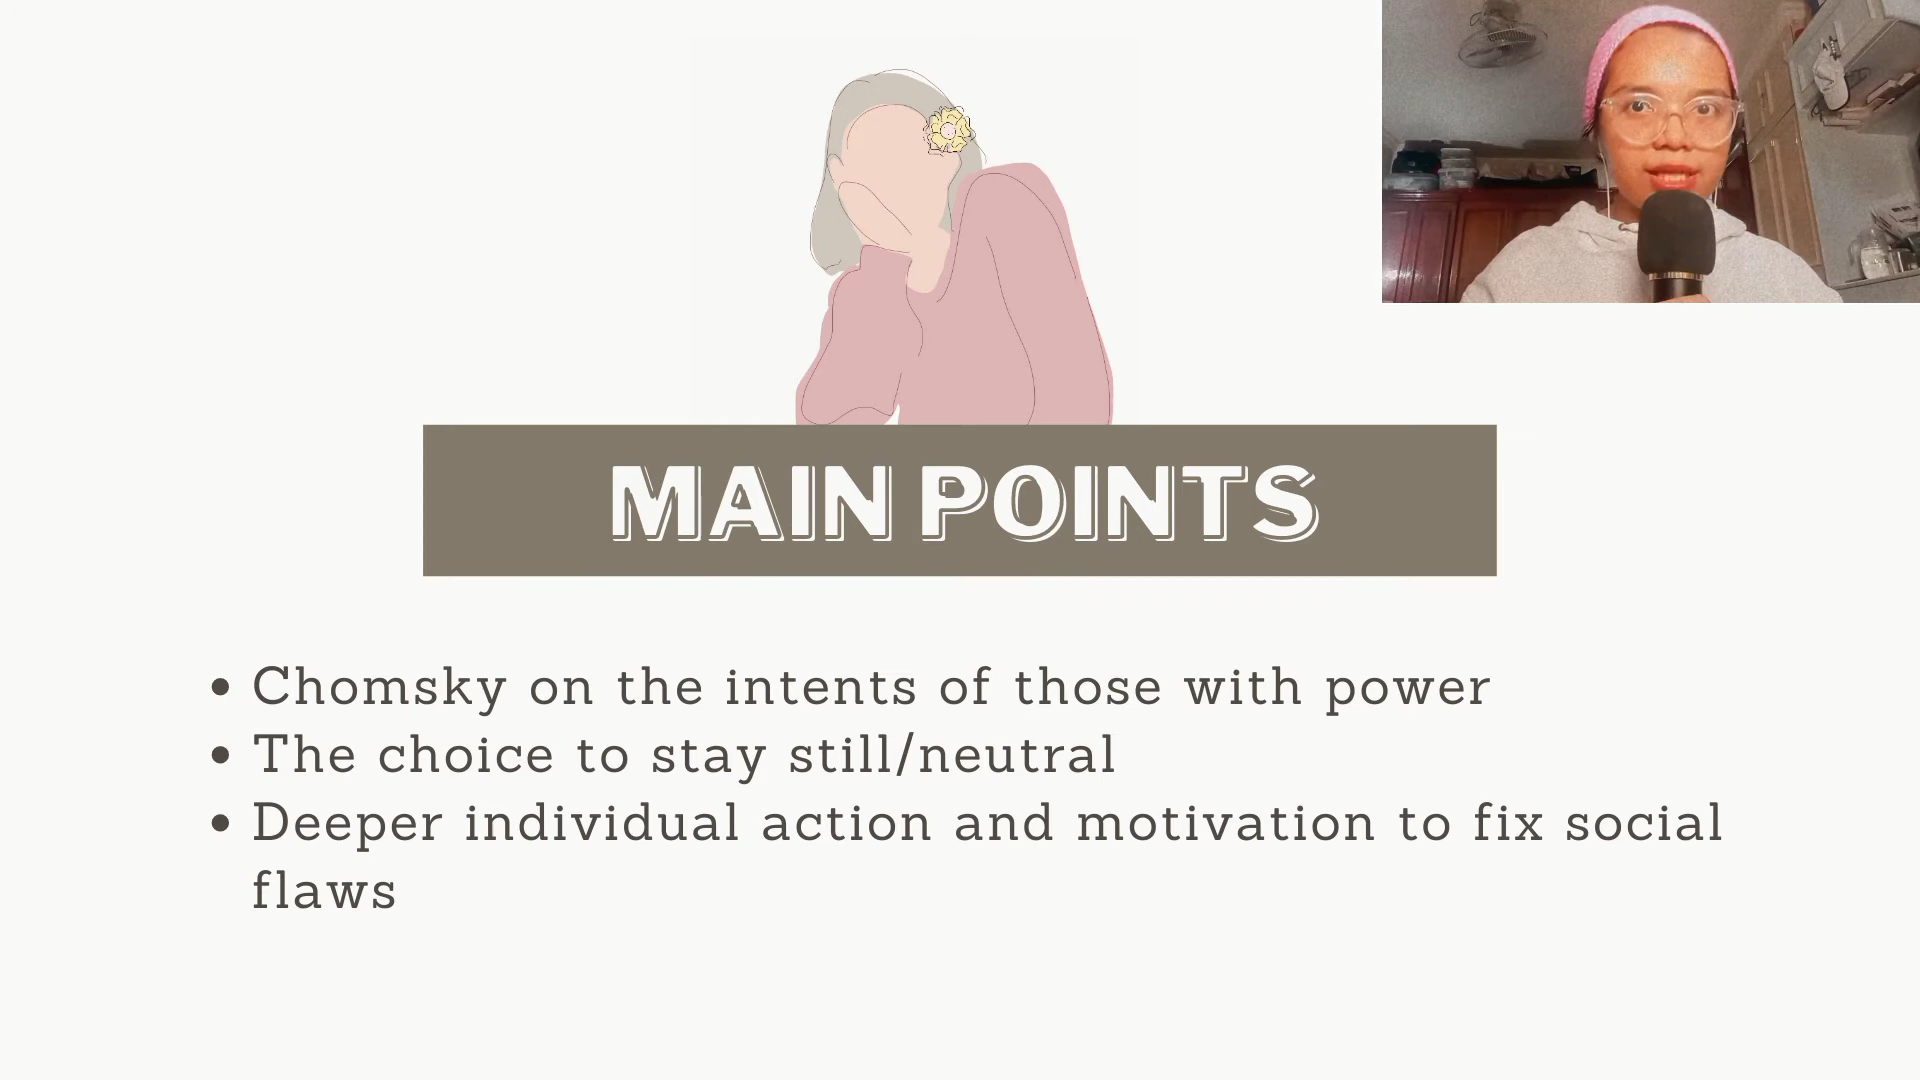 MAIN POINTS
• Chomsky on the intents of those with power
• The choice to stay still/neutral
• Deeper individual action and motivation to fix social
flaws